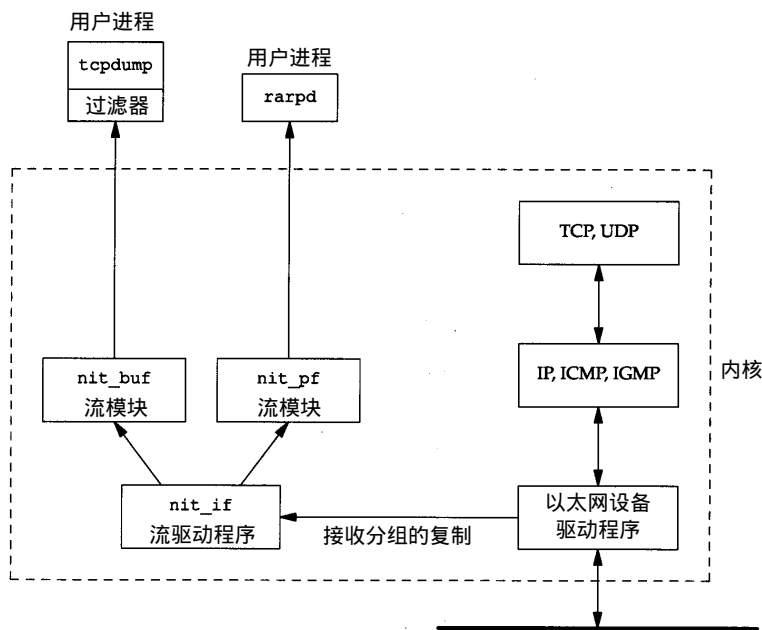 用户进程
tcpdump
过滤器
用户进程
rarpd
TCP, UDP
nit_buf
流模块
nit_pf
流模块
IP, ICMP, IGMP
内核
nit_if
流驱动程序
接收分组的复制
以太网设备
驱动程序